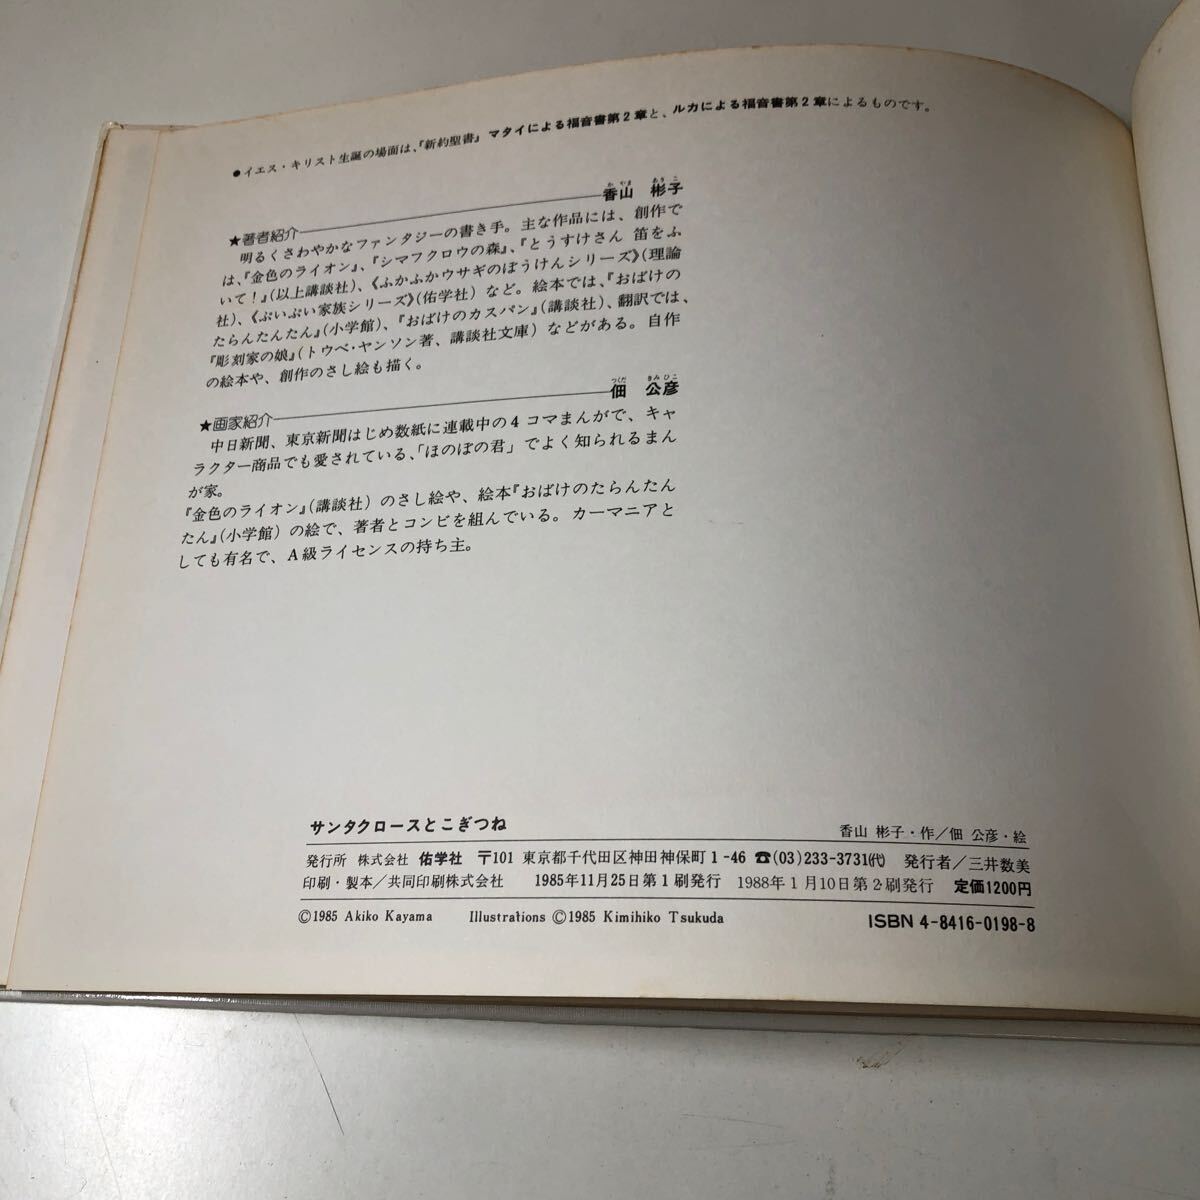 ●イエス・キリスト生誕の場面は、『新約聖書』マタイによる福音書第2章と、ルカによる福音書第2章によるものです。
★著者紹介 香山 彬子
か やま あき こ
明るくさわやかなファンタジーの書き手。主な作品には、創作で
は、『金色のライオン』、『シマフクロウの森』、『とうすけさん 笛をふ
いて!』(以上講談社)、《ふかふかウサギのぼうけんシリーズ》(理論
社)、《ぷいぷい家族シリーズ》(佑学社)など。絵本では、『おばけの
たらんたんたん』(小学館)、『おばけのカスパン』(講談社)、翻訳では、
『彫刻家の娘』(トウベ・ヤンソン著、講談社文庫)などがある。自作
の絵本や、創作のさし絵も描く。
★画家紹介 佃 公彦
つくだ きみ ひこ
中日新聞、東京新聞はじめ数紙に連載中の4コマまんがで、キャ
ラクター商品でも愛されている、「ほのぼの君」でよく知られるまん
が家。
『金色のライオン』(講談社)のさし絵や、絵本『おばけのたらんたん
たん』(小学館)の絵で、著者とコンビを組んでいる。カーマニアと
しても有名で、A級ライセンスの持ち主。
サンタクロースとこぎつね 香山 彬子・作/佃 公彦・絵
発行所 株式会社 佑学社 〒101 東京都千代田区神田神保町1-46 ☎(03)233-3731(代) 発行者/三井数美
印刷・製本/共同印刷株式会社 1985年11月25日第1刷発行 1988年1月10日第2刷発行 定価1200円
©1985 Akiko Kayama Illustrations ©1985 Kimihiko Tsukuda ISBN 4-8416-0198-8